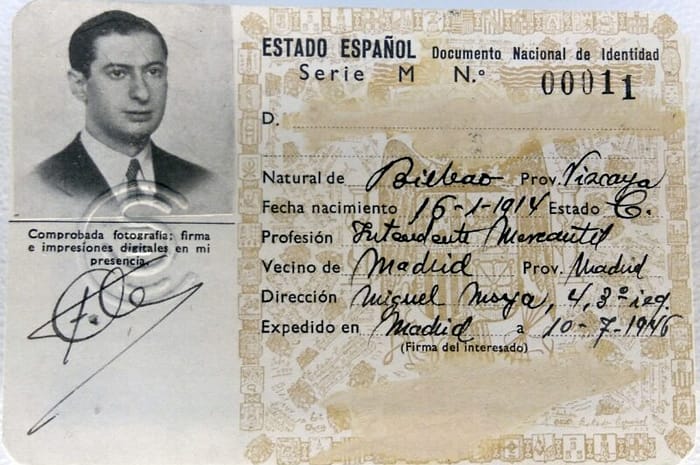 ESTADO ESPAÑOL Documento Nacional de Identidad
Serie M N.º 00011
D.
Natural de Bilbao Prov. Vizcaya
Fecha nacimiento 16-1-1914 Estado C.
Profesión Intendente Mercantil
Vecino de Madrid Prov. Madrid
Dirección Miguel Moya, 4, 3º izq.
Expedido en Madrid a 10-7-1946
(Firma del interesado)
Comprobada fotografía; firma
e impresiones digitales en mi
presencia.